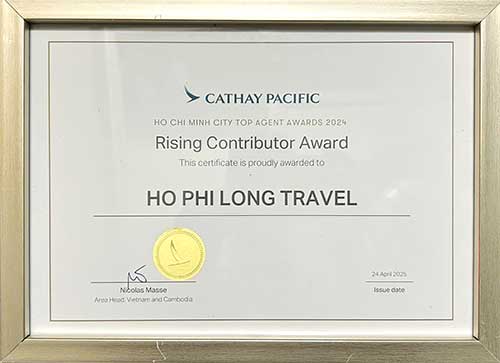 CATHAY PACIFIC
HO CHI MINH CITY TOP AGENT AWARDS 2024
Rising Contributor Award
This certificate is proudly awarded to
HO PHI LONG TRAVEL
Nicolas Masse
Area Head, Vietnam and Cambodia
24 April 2025
Issue date